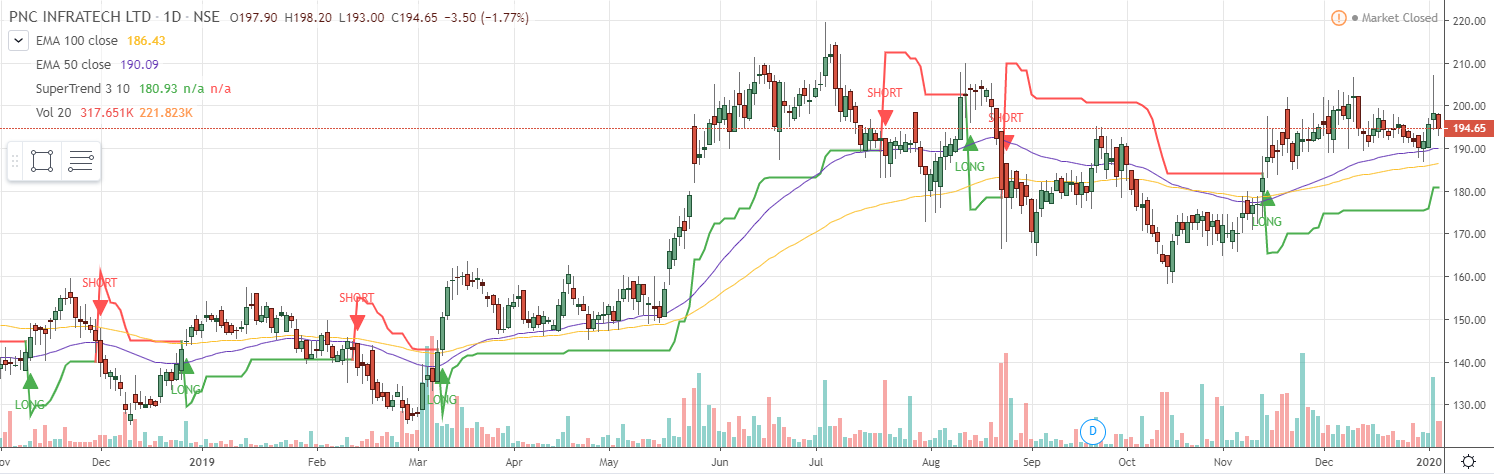 PNC INFRATECH LTD · 1D · NSE O197.90 H198.20 L193.00 C194.65 −3.50 (−1.77%)
! Market Closed
EMA 100 close 186.43
EMA 50 close 190.09
SuperTrend 3 10 180.93 n/a n/a
Vol 20 317.651K 221.823K
220.00
210.00
200.00
194.65
190.00
180.00
170.00
160.00
150.00
140.00
130.00
SHORT
SHORT
SHORT
SHORT
LONG
LONG
LONG
LONG
LONG
D
ov Dec 2019 Feb Mar Apr Jun Jul Aug Sep Oct Nov Dec 2020